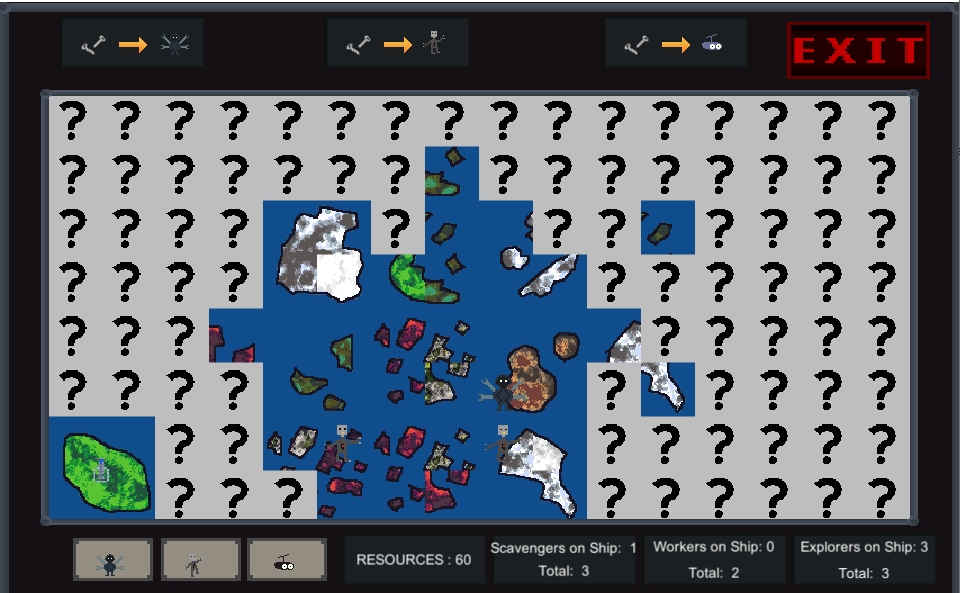 EXIT
? ? ? ? ? ? ? ? ? ? ? ? ? ? ? ?
? ? ? ? ? ? ? ? ? ? ? ? ? ? ?
? ? ? ? ? ? ? ? ? ? ?
? ? ? ? ? ? ? ? ? ?
? ? ? ? ? ? ? ?
? ? ? ? ? ? ? ? ?
? ? ? ? ? ? ? ?
? ? ? ? ? ? ? ? ?
RESOURCES : 60
Scavengers on Ship: 1
Total: 3
Workers on Ship: 0
Total: 2
Explorers on Ship: 3
Total: 3